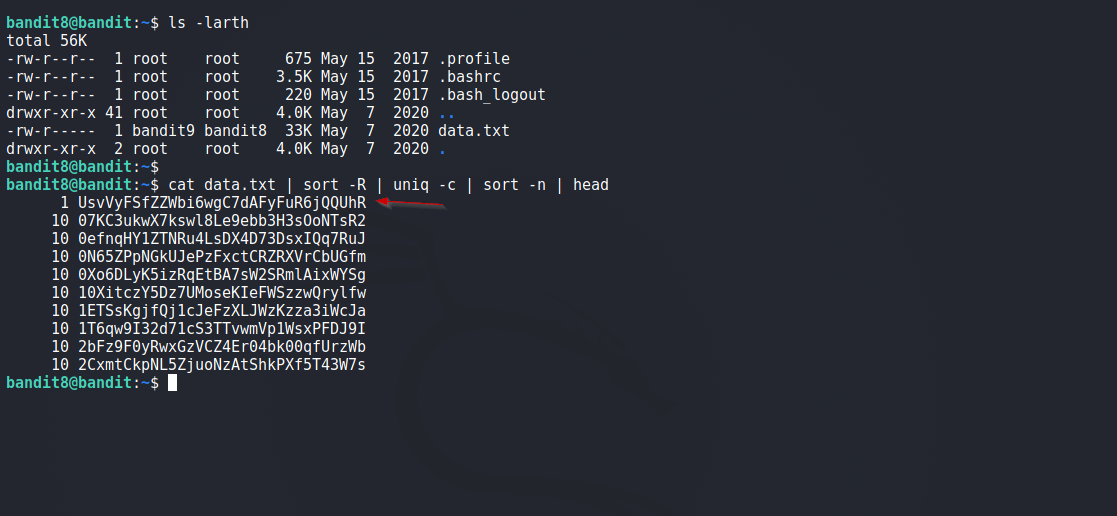 bandit8@bandit:~$ ls -larth
total 56K
-rw-r--r--  1 root    root     675 May 15  2017 .profile
-rw-r--r--  1 root    root    3.5K May 15  2017 .bashrc
-rw-r--r--  1 root    root     220 May 15  2017 .bash_logout
drwxr-xr-x 41 root    root    4.0K May  7  2020 ..
-rw-r-----  1 bandit9 bandit8  33K May  7  2020 data.txt
drwxr-xr-x  2 root    root    4.0K May  7  2020 .
bandit8@bandit:~$
bandit8@bandit:~$ cat data.txt | sort -R | uniq -c | sort -n | head
      1 UsvVyFSfZZWbi6wgC7dAFyFuR6jQQUhR
     10 07KC3ukwX7kswl8Le9ebb3H3sOoNTsR2
     10 0efnqHY1ZTNRu4LsDX4D73DsxIQq7RuJ
     10 0N65ZPpNGkUJePzFxctCRZRXVrCbUGfm
     10 0Xo6DLyK5izRqEtBA7sW2SRmlAixWYSg
     10 10XitczY5Dz7UMoseKIeFWSzzwQrylfw
     10 1ETSsKgjfQj1cJeFzXLJWzKzza3iWcJa
     10 1T6qw9I32d71cS3TTvwmVp1WsxPFDJ9I
     10 2bFz9F0yRwxGzVCZ4Er04bk00qfUrzWb
     10 2CxmtCkpNL5ZjuoNzAtShkPXf5T43W7s
bandit8@bandit:~$